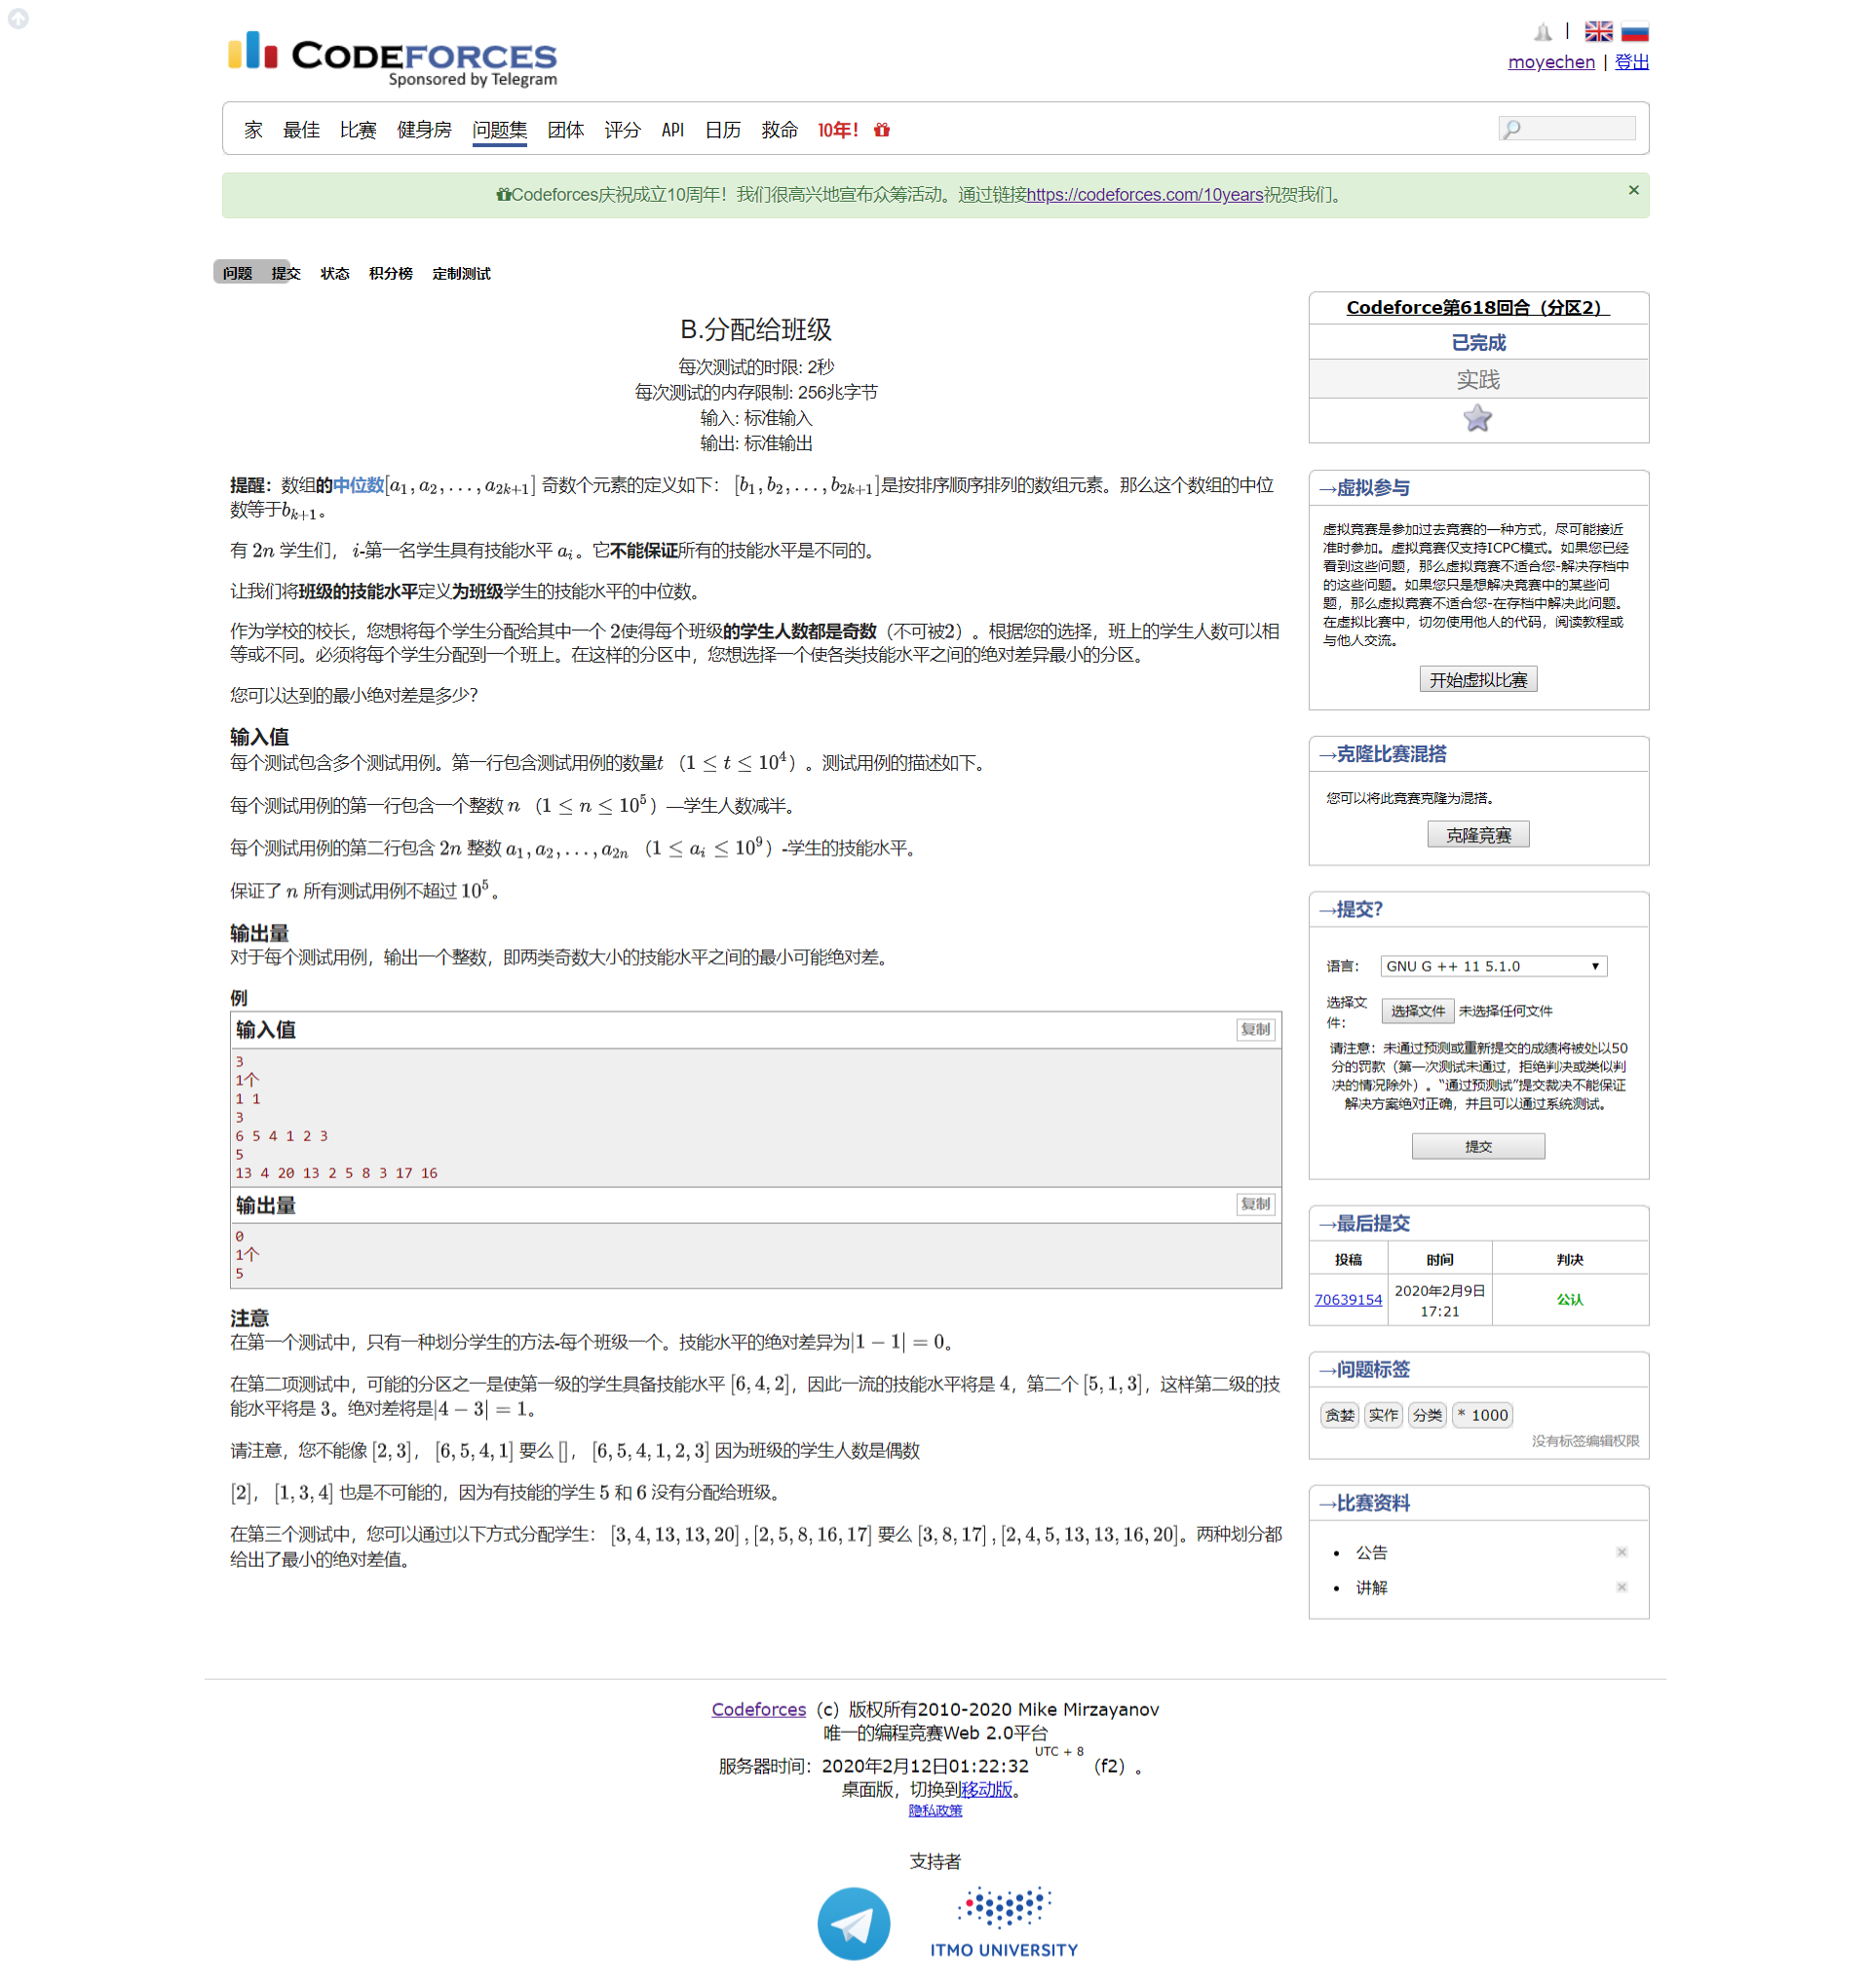 CODEFORCES
Sponsored by Telegram
|
moyechen | 登出
家 最佳 比赛 健身房 问题集 团体 评分 API 日历 救命 10年！
Codeforces庆祝成立10周年！我们很高兴地宣布众筹活动。通过链接https://codeforces.com/10years祝贺我们。 ×
问题 提交 状态 积分榜 定制测试
B.分配给班级
每次测试的时限: 2秒
每次测试的内存限制: 256兆字节
输入: 标准输入
输出: 标准输出
提醒：数组的中位数[a₁, a₂, …, a₂ₖ₊₁] 奇数个元素的定义如下： [b₁, b₂, …, b₂ₖ₊₁]是按排序顺序排列的数组元素。那么这个数组的中位
数等于bₖ₊₁。
有 2n 学生们， i-第一名学生具有技能水平 aᵢ。它不能保证所有的技能水平是不同的。
让我们将班级的技能水平定义为班级学生的技能水平的中位数。
作为学校的校长，您想将每个学生分配给其中一个 2使得每个班级的学生人数都是奇数（不可被2）。根据您的选择，班上的学生人数可以相
等或不同。必须将每个学生分配到一个班上。在这样的分区中，您想选择一个使各类技能水平之间的绝对差异最小的分区。
您可以达到的最小绝对差是多少？
输入值
每个测试包含多个测试用例。第一行包含测试用例的数量t （1 ≤ t ≤ 10⁴）。测试用例的描述如下。
每个测试用例的第一行包含一个整数 n （1 ≤ n ≤ 10⁵）—学生人数减半。
每个测试用例的第二行包含 2n 整数 a₁, a₂, …, a₂ₙ （1 ≤ aᵢ ≤ 10⁹）-学生的技能水平。
保证了 n 所有测试用例不超过 10⁵。
输出量
对于每个测试用例，输出一个整数，即两类奇数大小的技能水平之间的最小可能绝对差。
例
输入值 复制
3
1个
1 1
3
6 5 4 1 2 3
5
13 4 20 13 2 5 8 3 17 16
输出量 复制
0
1个
5
注意
在第一个测试中，只有一种划分学生的方法-每个班级一个。技能水平的绝对差异为|1 − 1| = 0。
在第二项测试中，可能的分区之一是使第一级的学生具备技能水平 [6, 4, 2]，因此一流的技能水平将是 4，第二个 [5, 1, 3]，这样第二级的技
能水平将是 3。绝对差将是|4 − 3| = 1。
请注意，您不能像 [2, 3]， [6, 5, 4, 1] 要么 []， [6, 5, 4, 1, 2, 3] 因为班级的学生人数是偶数
[2]， [1, 3, 4] 也是不可能的，因为有技能的学生 5 和 6 没有分配给班级。
在第三个测试中，您可以通过以下方式分配学生： [3, 4, 13, 13, 20] , [2, 5, 8, 16, 17] 要么 [3, 8, 17] , [2, 4, 5, 13, 13, 16, 20]。两种划分都
给出了最小的绝对差值。
Codeforce第618回合（分区2）
已完成
实践
→虚拟参与
虚拟竞赛是参加过去竞赛的一种方式，尽可能接近
准时参加。虚拟竞赛仅支持ICPC模式。如果您已经
看到这些问题，那么虚拟竞赛不适合您-解决存档中
的这些问题。如果您只是想解决竞赛中的某些问
题，那么虚拟竞赛不适合您-在存档中解决此问题。
在虚拟比赛中，切勿使用他人的代码，阅读教程或
与他人交流。
开始虚拟比赛
→克隆比赛混搭
您可以将此竞赛克隆为混搭。
克隆竞赛
→提交？
语言： GNU G ++ 11 5.1.0 ▼
选择文
件： 选择文件 未选择任何文件
请注意：未通过预测或重新提交的成绩将被处以50
分的罚款（第一次测试未通过，拒绝判决或类似判
决的情况除外）。“通过预测试”提交裁决不能保证
解决方案绝对正确，并且可以通过系统测试。
提交
→最后提交
投稿 时间 判决
70639154 2020年2月9日 17:21 公认
→问题标签
贪婪 实作 分类 * 1000
没有标签编辑权限
→比赛资料
• 公告 ×
• 讲解 ×
Codeforces（c）版权所有2010-2020 Mike Mirzayanov
唯一的编程竞赛Web 2.0平台
服务器时间：2020年2月12日01:22:32 UTC + 8 （f2）。
桌面版，切换到移动版。
隐私政策
支持者
ITMO UNIVERSITY